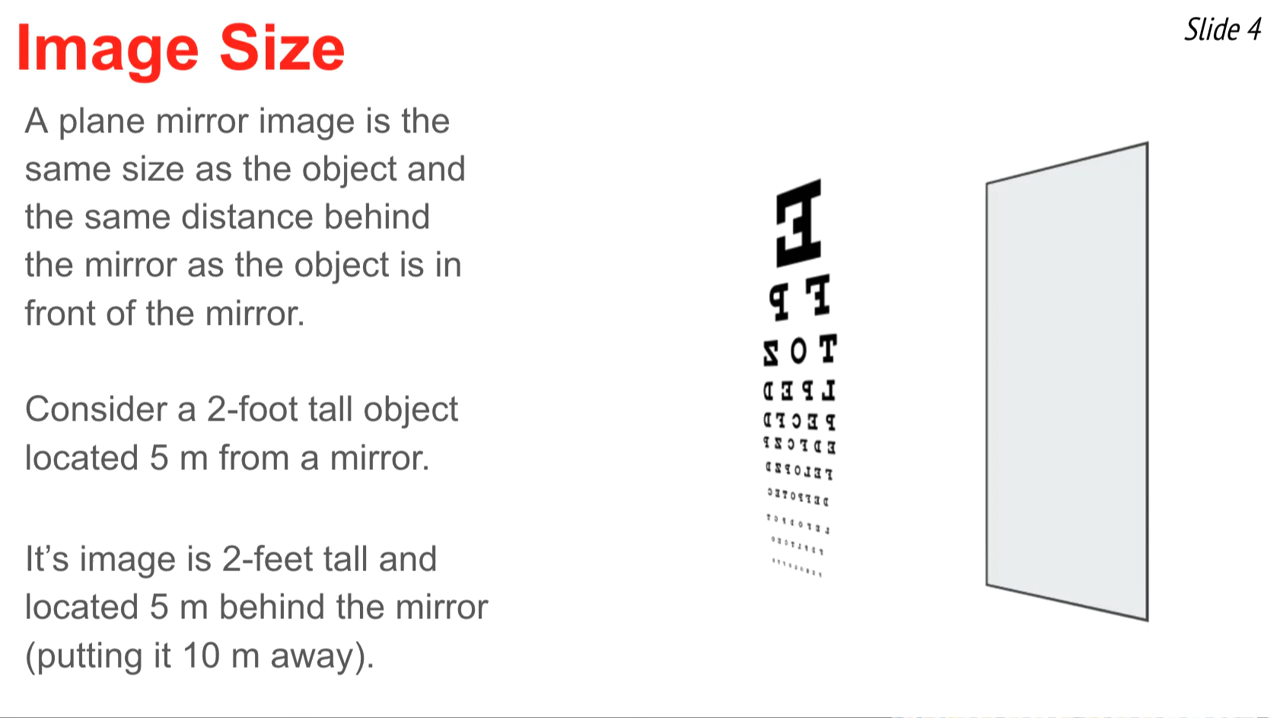 Image Size
Slide 4
A plane mirror image is the
same size as the object and
the same distance behind
the mirror as the object is in
front of the mirror.
Consider a 2-foot tall object
located 5 m from a mirror.
It’s image is 2-feet tall and
located 5 m behind the mirror
(putting it 10 m away).
E
P F
Z O T
D E P L
D F C E P